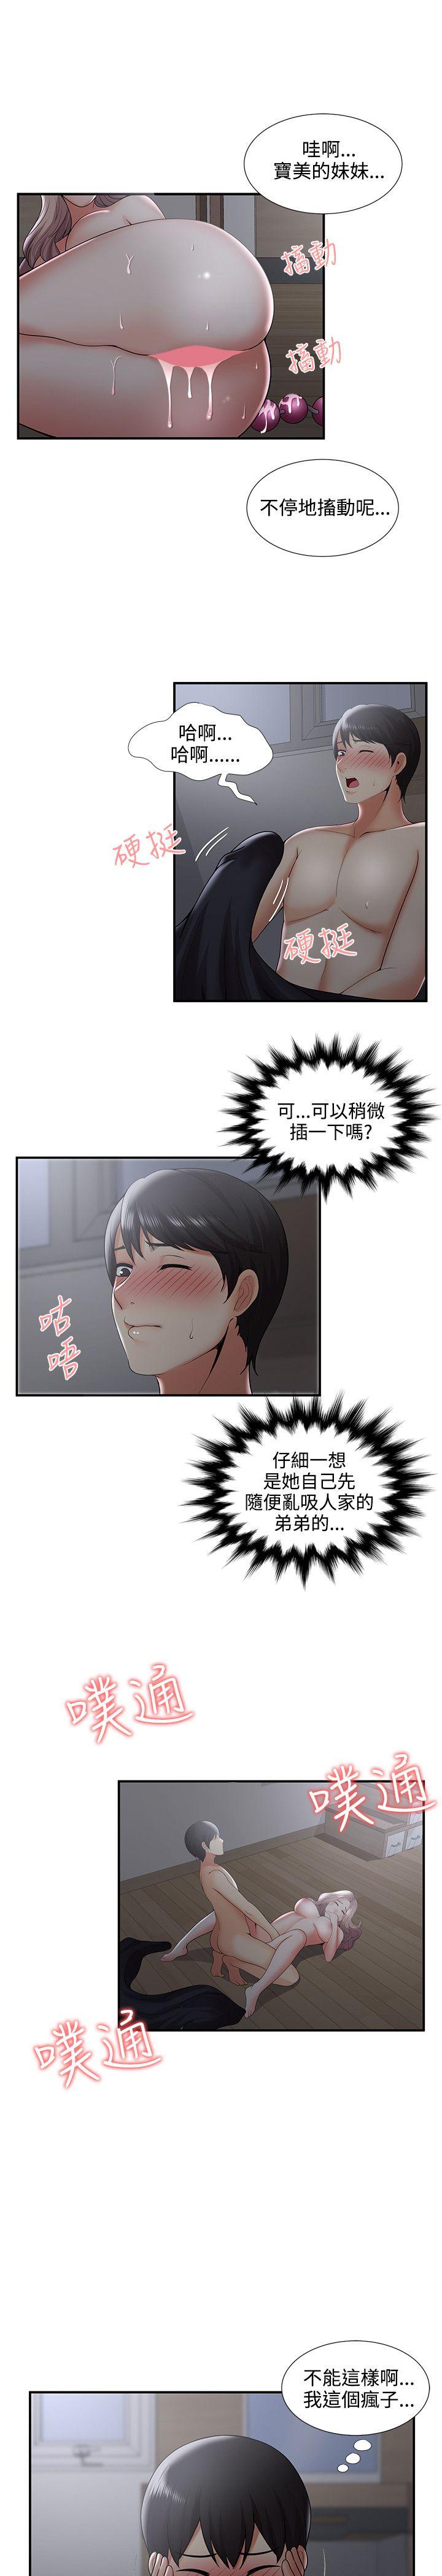 哇啊...
寶美的妹妹...
搐動
搐動
不停地搐動呢...
哈啊...
哈啊......
硬挺
硬挺
可...可以稍微
插一下嗎?
咕
唔
仔細一想
是她自己先
隨便亂吸人家的
弟弟的...
噗通
噗通
噗通
不能這樣啊...
我這個瘋子...